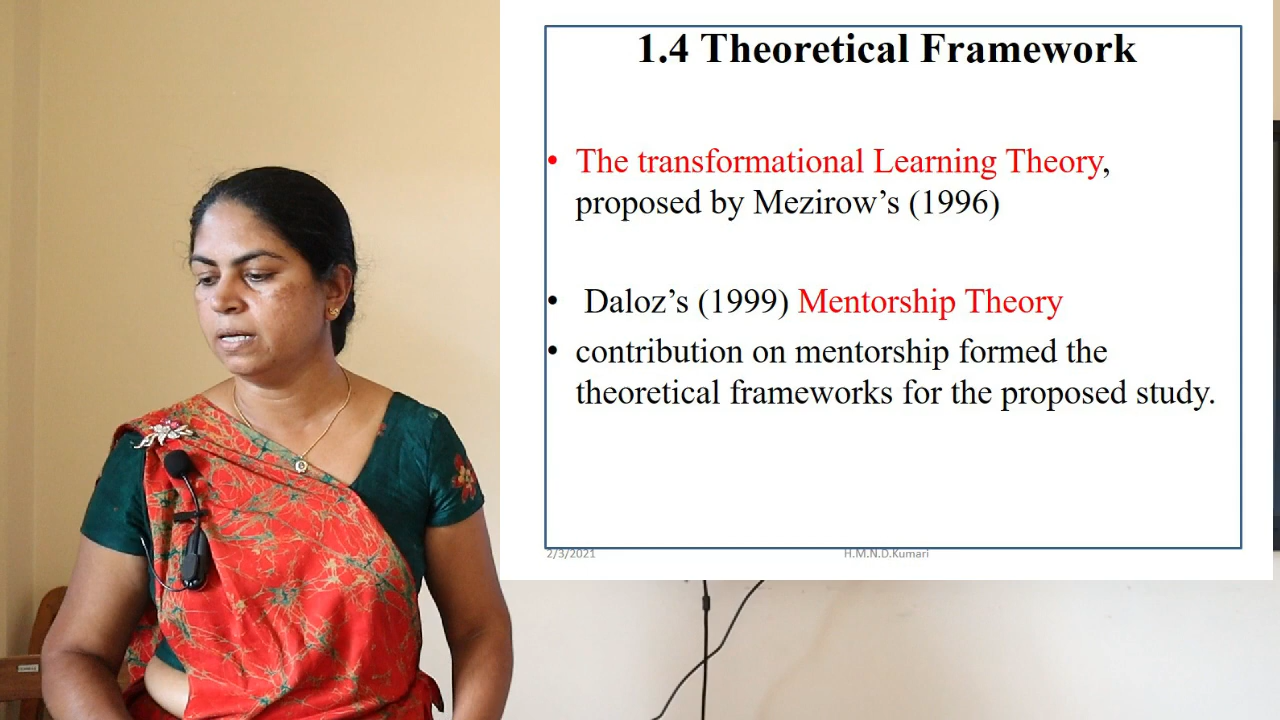 1.4 Theoretical Framework
• The transformational Learning Theory,
proposed by Mezirow’s (1996)
• Daloz’s (1999) Mentorship Theory
• contribution on mentorship formed the
theoretical frameworks for the proposed study.
2/3/2021 H.M.N.D.Kumari